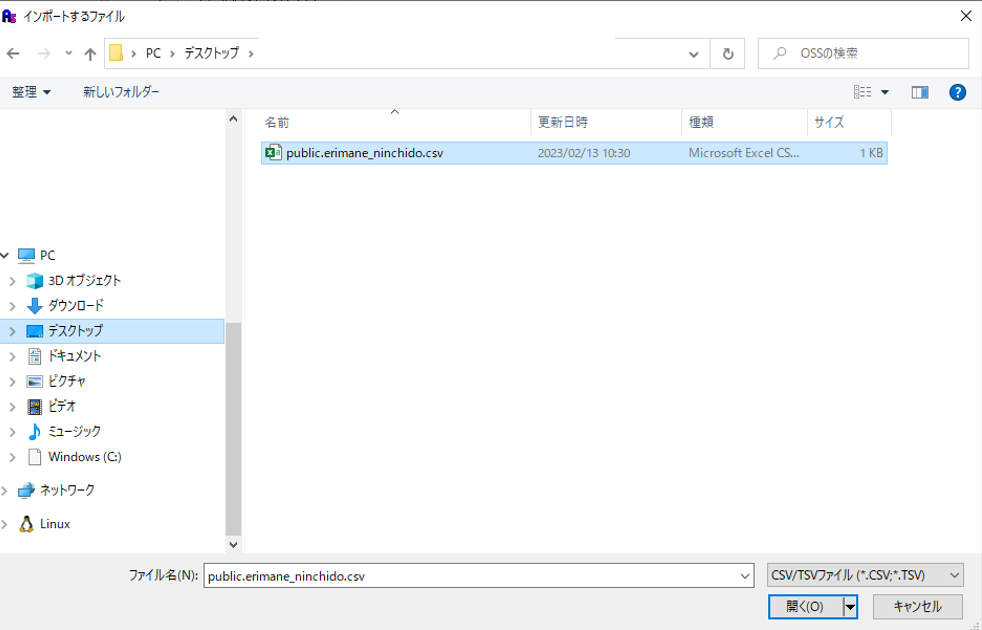 インポートするファイル
PC › デスクトップ ›
OSSの検索
整理
新しいフォルダー
名前 更新日時 種類 サイズ
public.erimane_ninchido.csv 2023/02/13 10:30 Microsoft Excel CS... 1 KB
PC
3D オブジェクト
ダウンロード
デスクトップ
ドキュメント
ピクチャ
ビデオ
ミュージック
Windows (C:)
ネットワーク
Linux
ファイル名(N): public.erimane_ninchido.csv
CSV/TSVファイル (*.CSV;*.TSV)
開く(O)
キャンセル